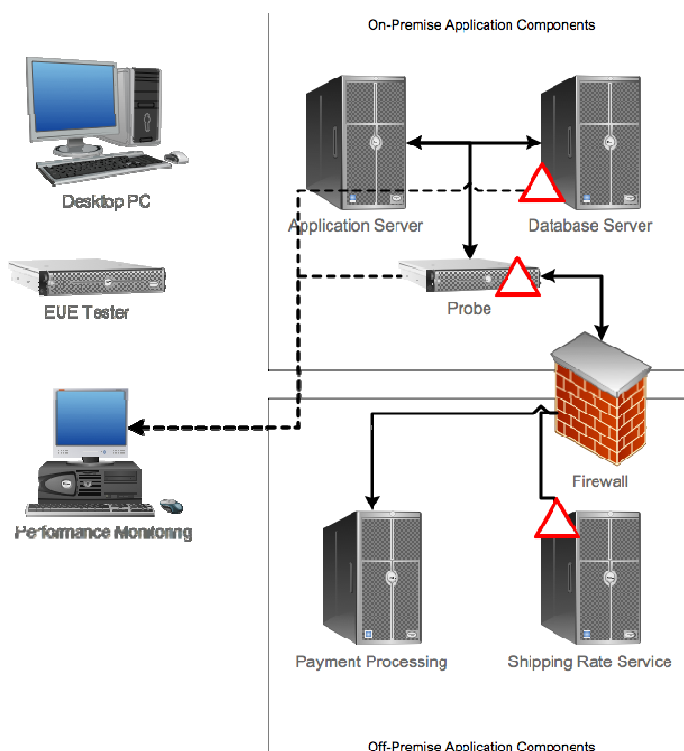 On-Premise Application Components
Desktop PC
Application Server
Database Server
EUE Tester
Probe
Firewall
Performance Monitoring
Payment Processing
Shipping Rate Service
Off-Premise Application Components